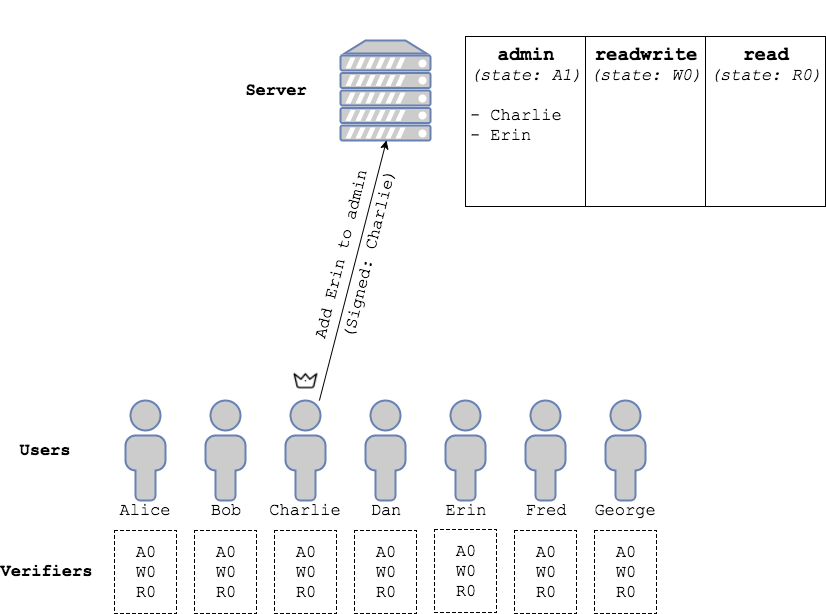 Server
admin
(state: A1)
- Charlie
- Erin
readwrite
(state: W0)
read
(state: R0)
Add Erin to admin
(Signed: Charlie)
Users
Alice
Bob
Charlie
Dan
Erin
Fred
George
Verifiers
A0
W0
R0
A0
W0
R0
A0
W0
R0
A0
W0
R0
A0
W0
R0
A0
W0
R0
A0
W0
R0